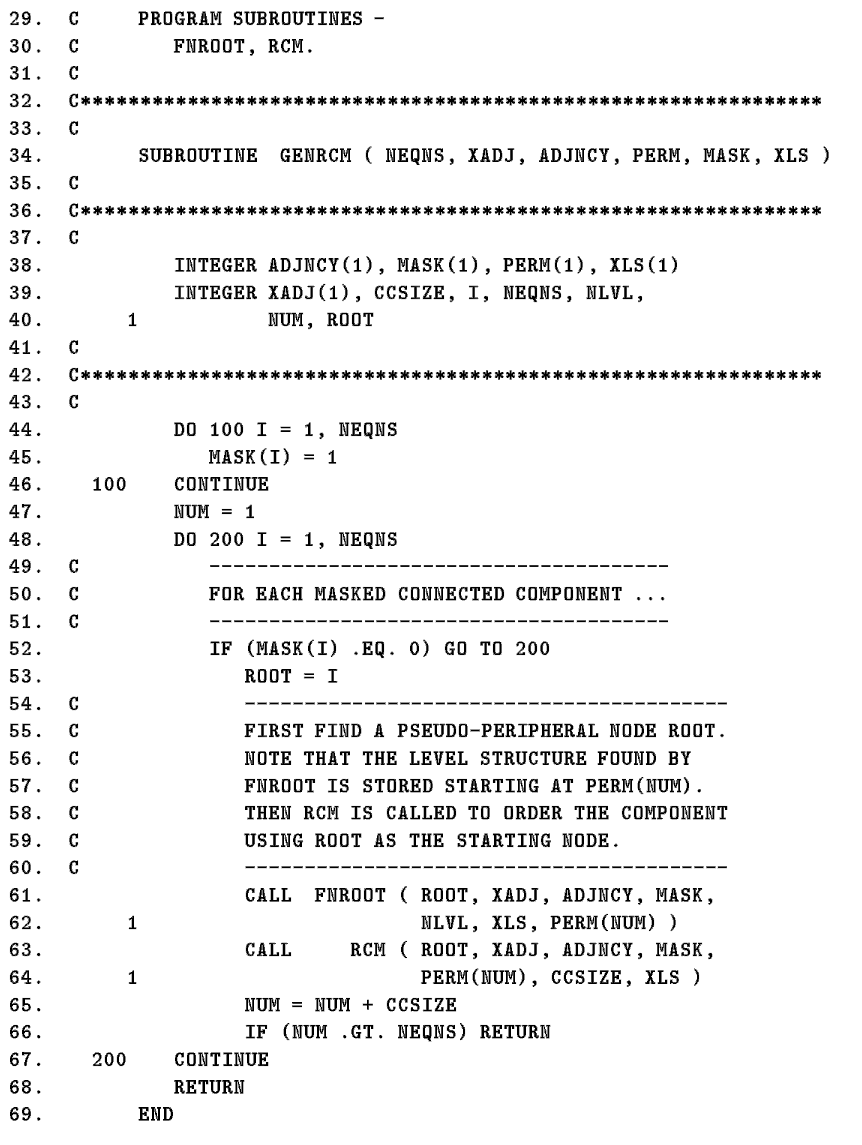 29.  C     PROGRAM SUBROUTINES -
30.  C        FNROOT, RCM.
31.  C
32.  C**************************************************************
33.  C
34.        SUBROUTINE  GENRCM ( NEQNS, XADJ, ADJNCY, PERM, MASK, XLS )
35.  C
36.  C**************************************************************
37.  C
38.           INTEGER ADJNCY(1), MASK(1), PERM(1), XLS(1)
39.           INTEGER XADJ(1), CCSIZE, I, NEQNS, NLVL,
40.       1           NUM, ROOT
41.  C
42.  C**************************************************************
43.  C
44.           DO 100 I = 1, NEQNS
45.              MASK(I) = 1
46.    100    CONTINUE
47.           NUM = 1
48.           DO 200 I = 1, NEQNS
49.  C           ---------------------------------------
50.  C           FOR EACH MASKED CONNECTED COMPONENT ...
51.  C           ---------------------------------------
52.              IF (MASK(I) .EQ. 0) GO TO 200
53.                 ROOT = I
54.  C              -----------------------------------------
55.  C              FIRST FIND A PSEUDO-PERIPHERAL NODE ROOT.
56.  C              NOTE THAT THE LEVEL STRUCTURE FOUND BY
57.  C              FNROOT IS STORED STARTING AT PERM(NUM).
58.  C              THEN RCM IS CALLED TO ORDER THE COMPONENT
59.  C              USING ROOT AS THE STARTING NODE.
60.  C              -----------------------------------------
61.                 CALL  FNROOT ( ROOT, XADJ, ADJNCY, MASK,
62.       1                        NLVL, XLS, PERM(NUM) )
63.                 CALL     RCM ( ROOT, XADJ, ADJNCY, MASK,
64.       1                        PERM(NUM), CCSIZE, XLS )
65.                 NUM = NUM + CCSIZE
66.                 IF (NUM .GT. NEQNS) RETURN
67.    200    CONTINUE
68.           RETURN
69.        END